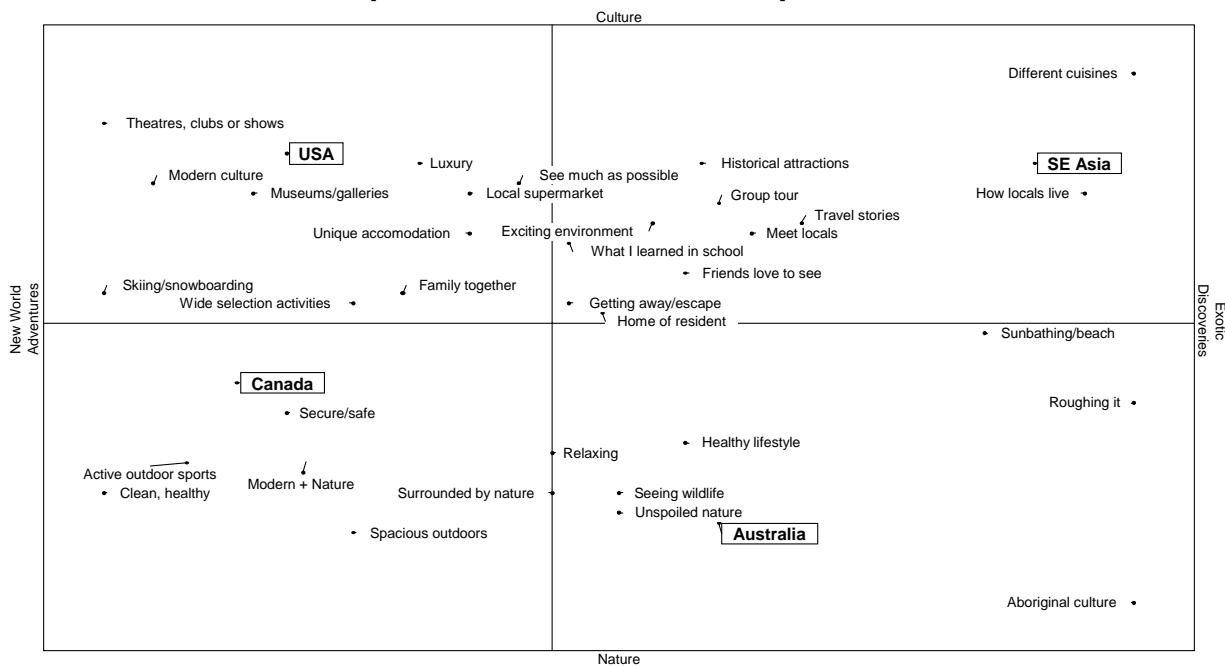 Culture
Different cuisines
Theatres, clubs or shows
USA
Luxury
Historical attractions
SE Asia
Modern culture
See much as possible
Museums/galleries
Local supermarket
Group tour
How locals live
Travel stories
Unique accomodation
Exciting environment
Meet locals
What I learned in school
Friends love to see
Skiing/snowboarding
Family together
Wide selection activities
Getting away/escape
Home of resident
New World
Adventures
Exotic
Discoveries
Sunbathing/beach
Canada
Roughing it
Secure/safe
Healthy lifestyle
Relaxing
Active outdoor sports
Modern + Nature
Clean, healthy
Surrounded by nature
Seeing wildlife
Unspoiled nature
Spacious outdoors
Australia
Aboriginal culture
Nature